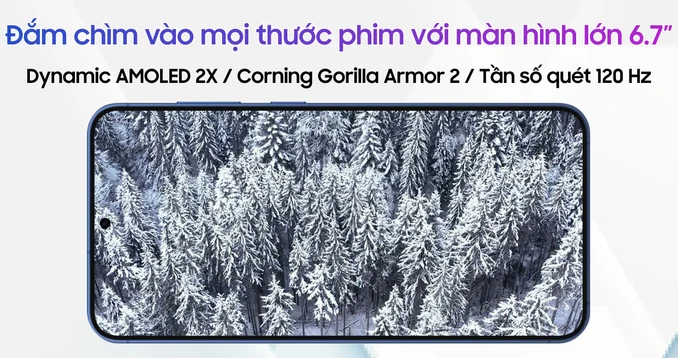 Đắm chìm vào mọi thước phim với màn hình lớn 6.7”
Dynamic AMOLED 2X / Corning Gorilla Armor 2 / Tần số quét 120 Hz